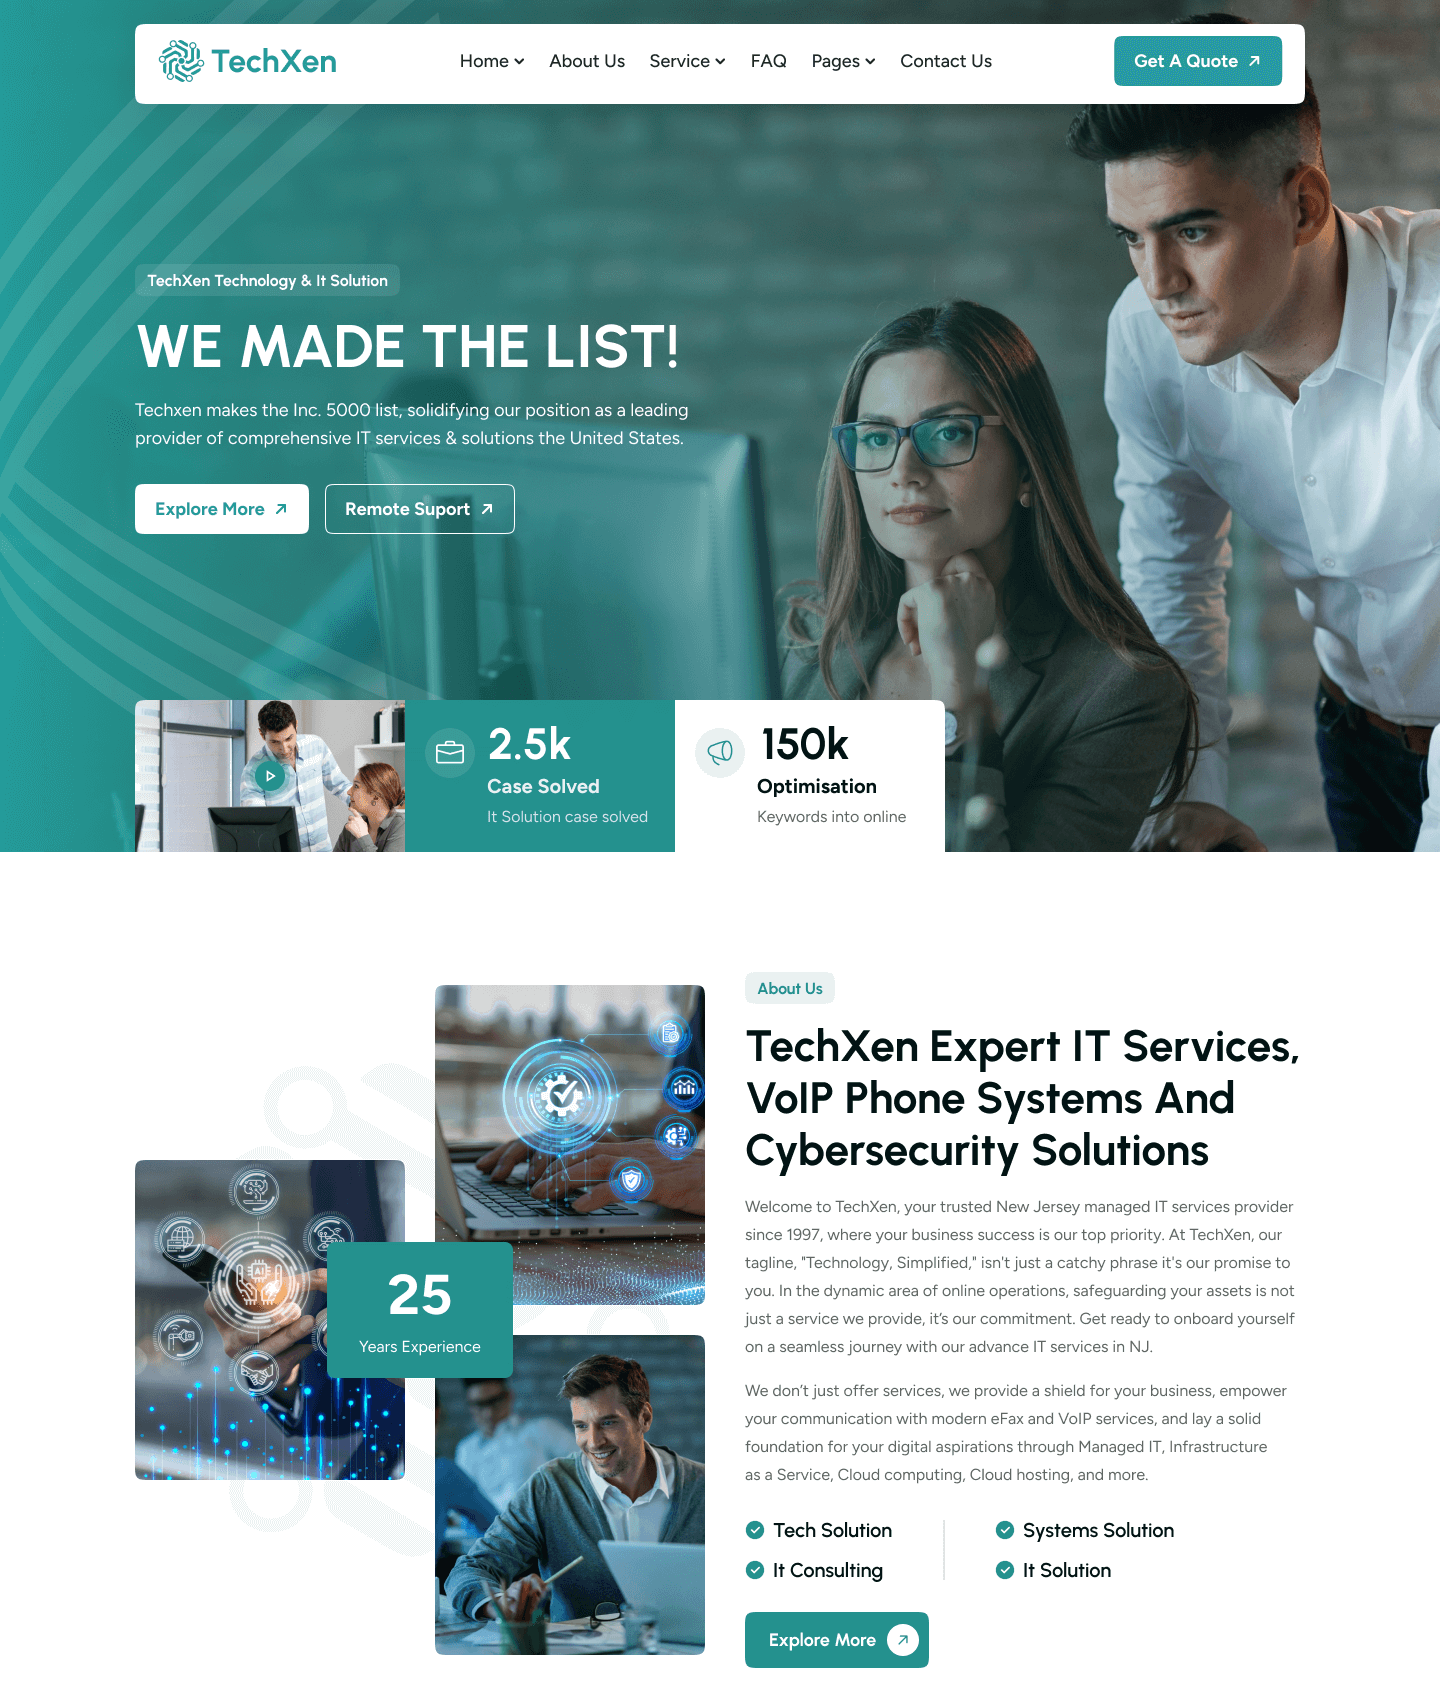 TechXen
Home
About Us
Service
FAQ
Pages
Contact Us
Get A Quote
TechXen Technology & It Solution
WE MADE THE LIST!
Techxen makes the Inc. 5000 list, solidifying our position as a leading
provider of comprehensive IT services & solutions the United States.
Explore More
Remote Suport
2.5k
Case Solved
It Solution case solved
150k
Optimisation
Keywords into online
About Us
TechXen Expert IT Services,
VoIP Phone Systems And
Cybersecurity Solutions
Welcome to TechXen, your trusted New Jersey managed IT services provider
since 1997, where your business success is our top priority. At TechXen, our
tagline, "Technology, Simplified," isn't just a catchy phrase it's our promise to
you. In the dynamic area of online operations, safeguarding your assets is not
just a service we provide, it’s our commitment. Get ready to onboard yourself
on a seamless journey with our advance IT services in NJ.
We don’t just offer services, we provide a shield for your business, empower
your communication with modern eFax and VoIP services, and lay a solid
foundation for your digital aspirations through Managed IT, Infrastructure
as a Service, Cloud computing, Cloud hosting, and more.
AI
25
Years Experience
Tech Solution
Systems Solution
It Consulting
It Solution
Explore More